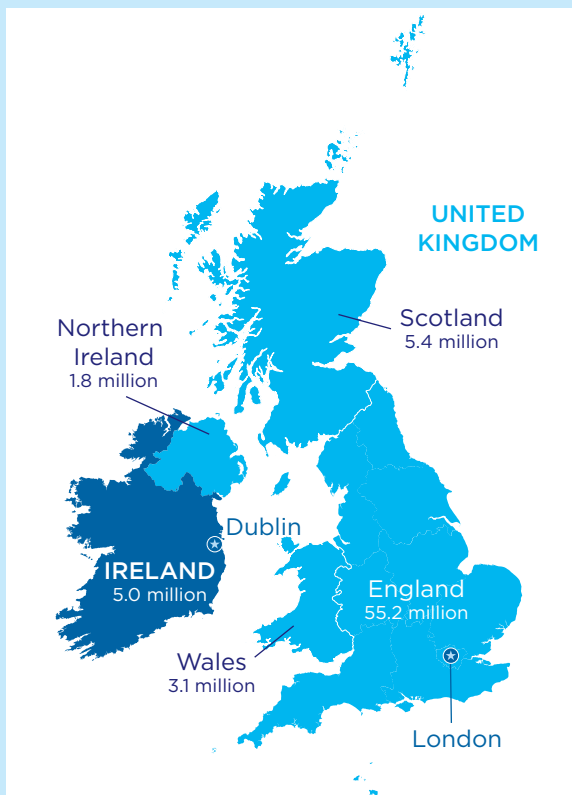 UNITED
KINGDOM
Scotland
5.4 million
Northern
Ireland
1.8 million
Dublin
IRELAND
5.0 million
England
55.2 million
Wales
3.1 million
London